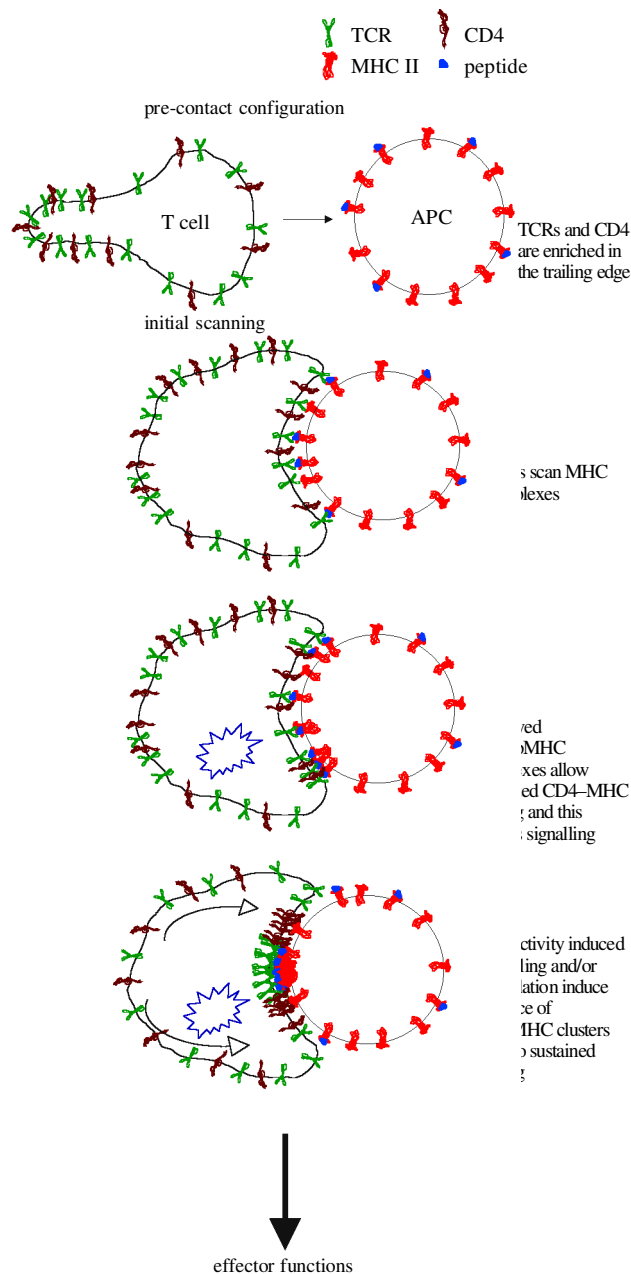 TCR CD4
MHC II peptide
pre-contact configuration
T cell APC
TCRs and CD4
are enriched in
the trailing edge
initial scanning
s scan MHC
plexes
MHC
xes allow
ed CD4–MHC
g and this
s signalling
ctivity induced
ling and/or
lation induce
ce of
MHC clusters
o sustained
g
effector functions